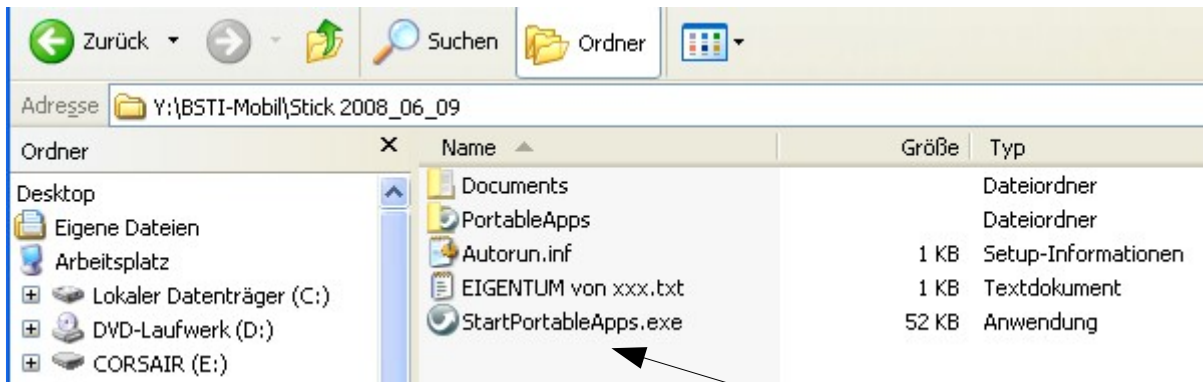 Zurück Suchen Ordner
Adresse Y:\BSTI-Mobil\Stick 2008_06_09
Ordner x Name Größe Typ
Desktop
Eigene Dateien
Arbeitsplatz
Lokaler Datenträger (C:)
DVD-Laufwerk (D:)
CORSAIR (E:)
Documents Dateiordner
PortableApps Dateiordner
Autorun.inf 1 KB Setup-Informationen
EIGENTUM von xxx.txt 1 KB Textdokument
StartPortableApps.exe 52 KB Anwendung